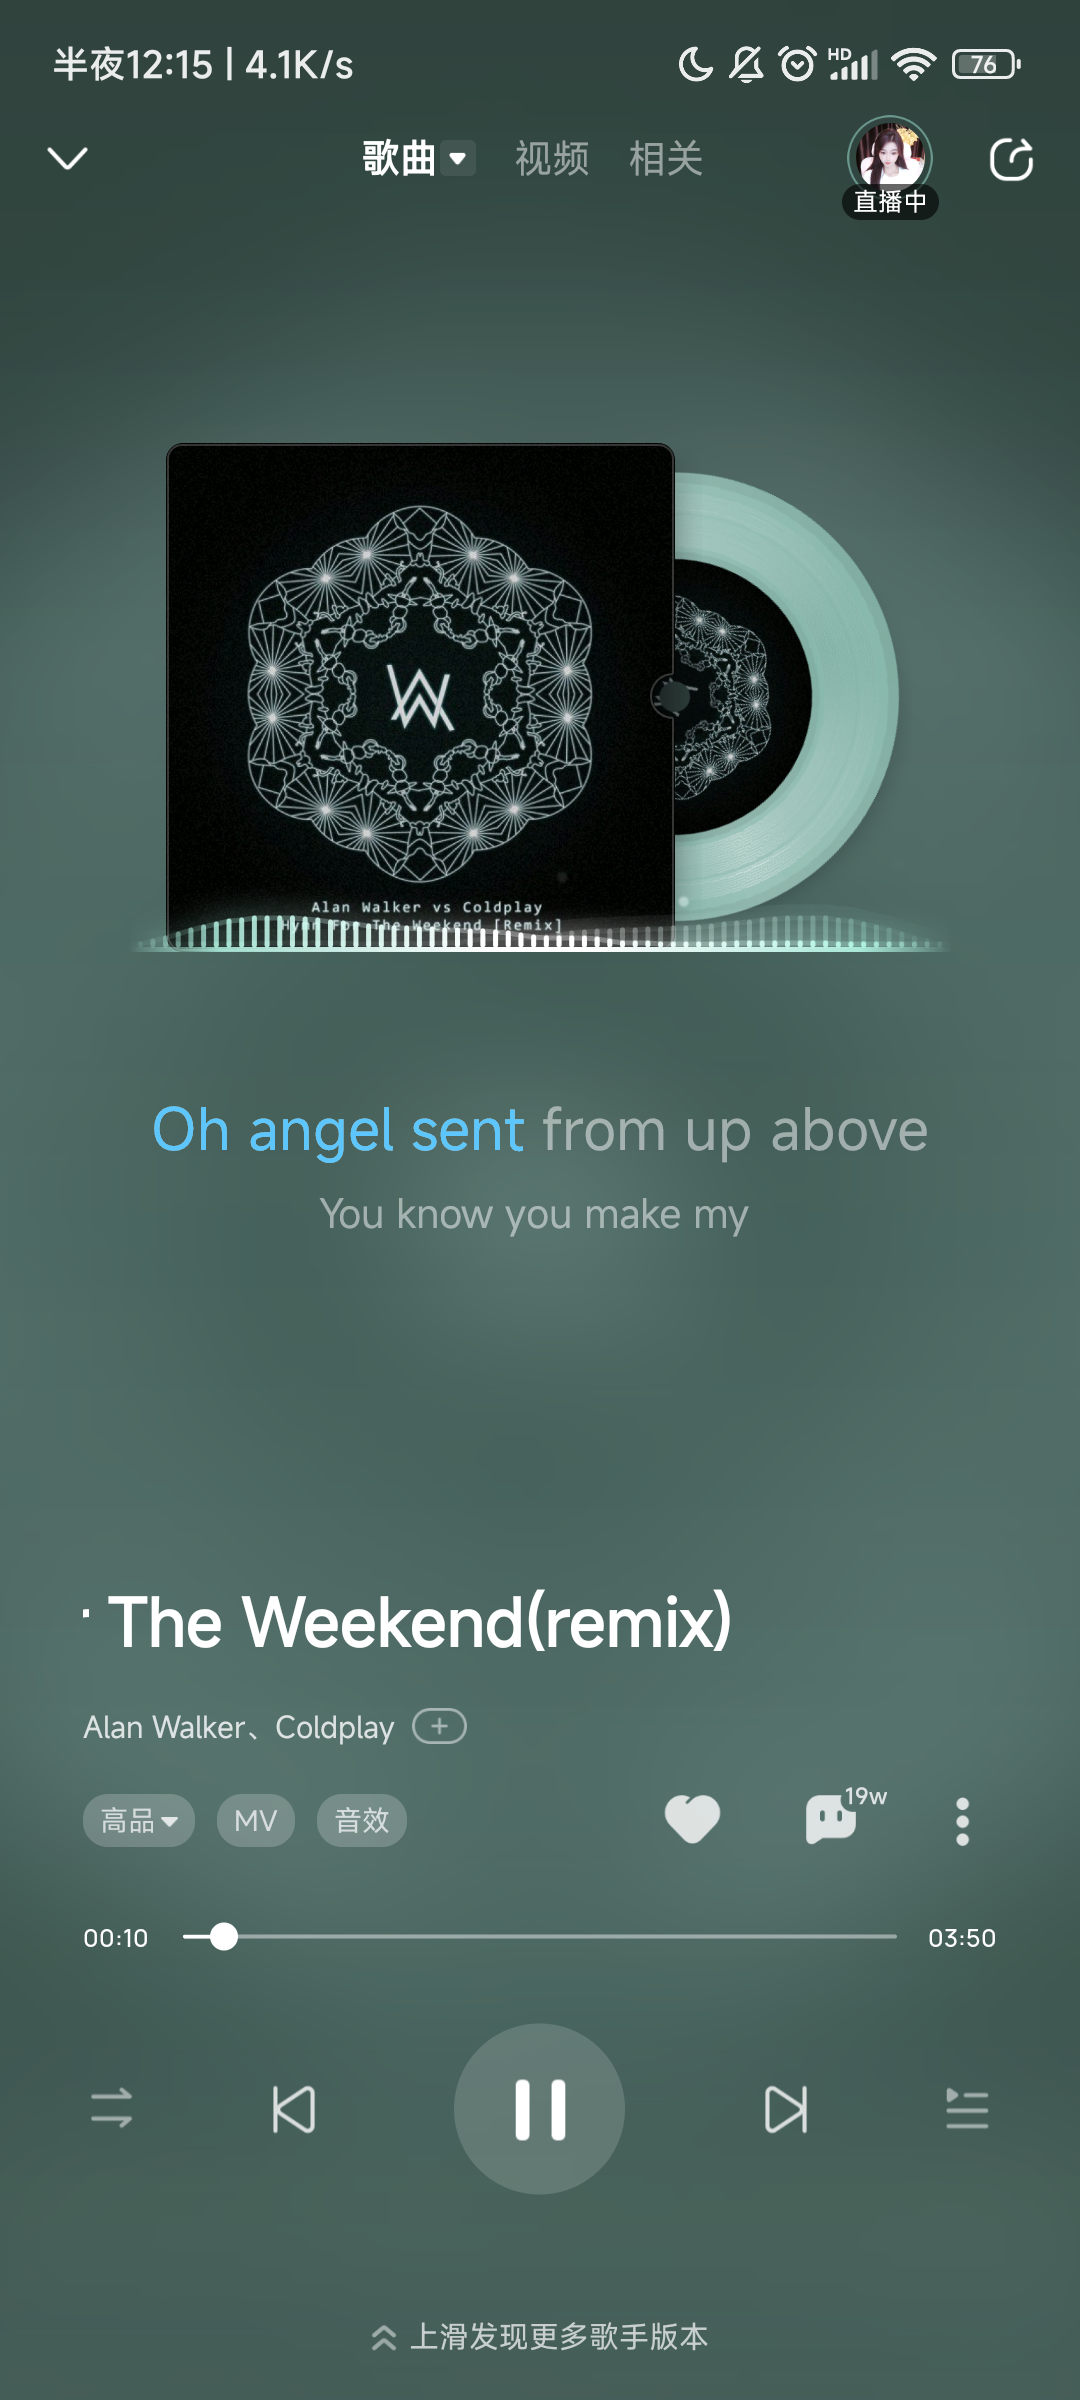 半夜12:15 | 4.1K/s
HD
76
歌曲 视频 相关
直播中
Alan Walker vs Coldplay
Hymn For The Weekend [Remix]
Oh angel sent from up above
You know you make my
The Weekend(remix)
Alan Walker、Coldplay
高品 MV 音效
19w
00:10
03:50
上滑发现更多歌手版本